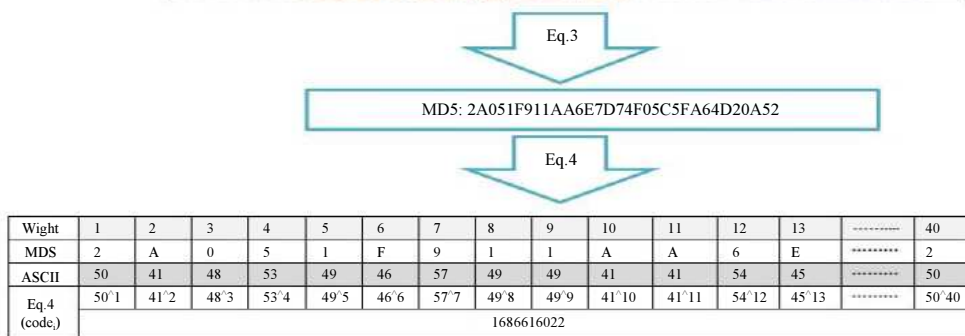 Eq.3
MD5: 2A051F911AA6E7D74F05C5FA64D20A52
Eq.4
Wight 1 2 3 4 5 6 7 8 9 10 11 12 13 ---------- 40
MDS 2 A 0 5 1 F 9 1 1 A A 6 E ---------- 2
ASCII 50 41 48 53 49 46 57 49 49 41 41 54 45 ---------- 50
Eq.4 (codeᵢ) 50^1 41^2 48^3 53^4 49^5 46^6 57^7 49^8 49^9 41^10 41^11 54^12 45^13 ---------- 50^40
1686616022